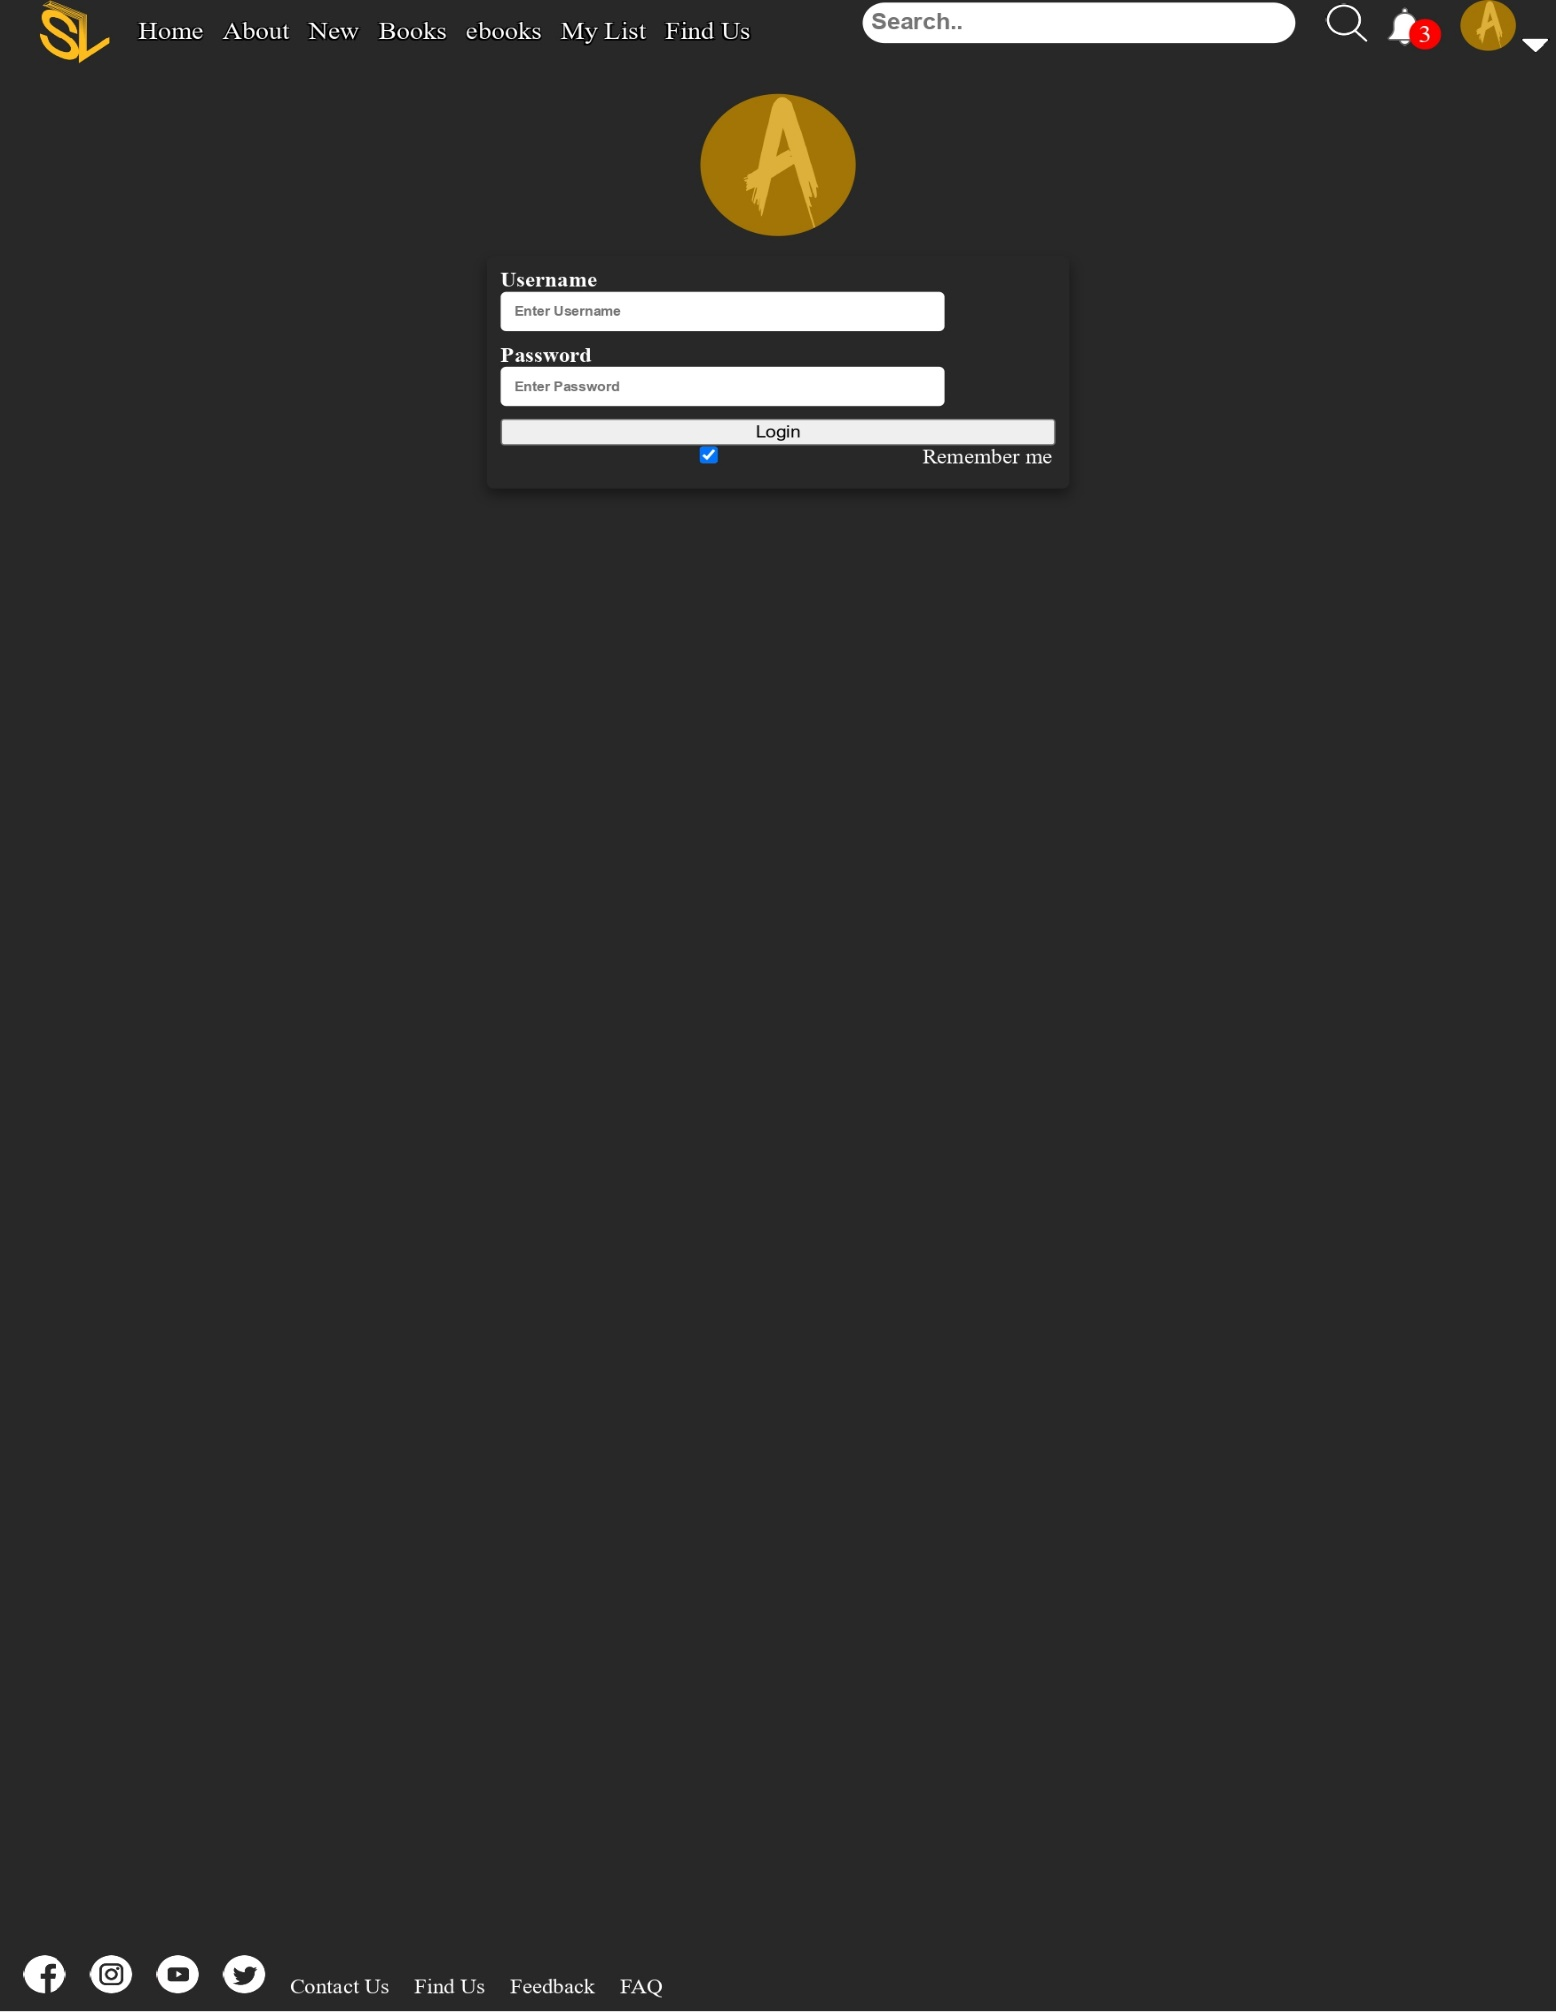 SL
Home About New Books ebooks My List Find Us Search.. 3 A
A
Username
Enter Username
Password
Enter Password
Login
Remember me
Contact Us Find Us Feedback FAQ